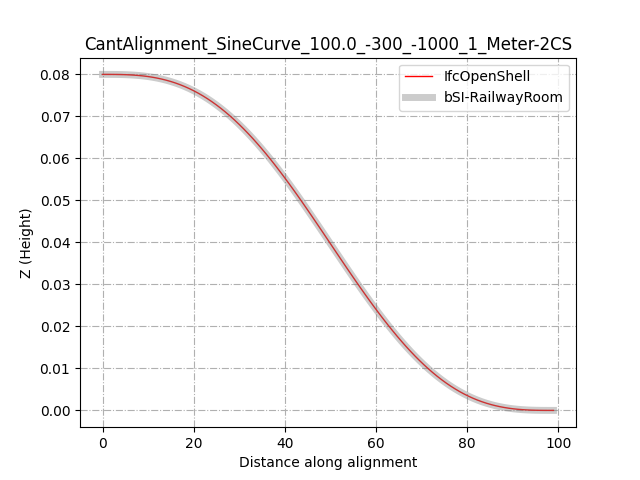 CantAlignment_SineCurve_100.0_-300_-1000_1_Meter-2CS
IfcOpenShell
bSI-RailwayRoom
Z (Height)
0.08
0.07
0.06
0.05
0.04
0.03
0.02
0.01
0.00
0 20 40 60 80 100
Distance along alignment